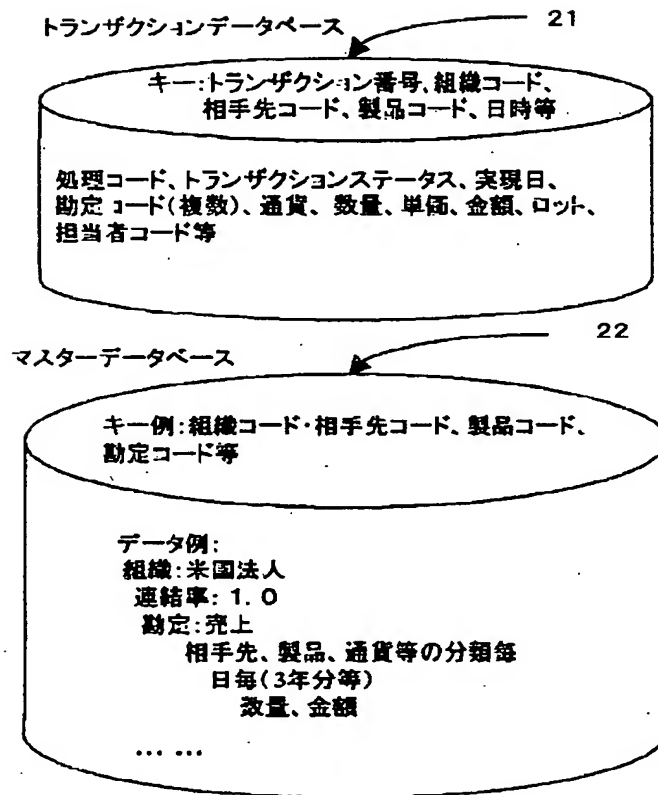 トランザクションデータベース
21
キー:トランザクション番号、組織コード、
相手先コード、製品コード、日時等
処理コード、トランザクションステータス、実現日、
勘定コード(複数)、通貨、数量、単価、金額、ロット、
担当者コード等
22
マスターデータベース
キー例:組織コード・相手先コード、製品コード、
勘定コード等
データ例:
組織:米国法人
連結率:1.0
勘定:売上
相手先、製品、通貨等の分類毎
日毎(3年分等)
数量、金額
… …